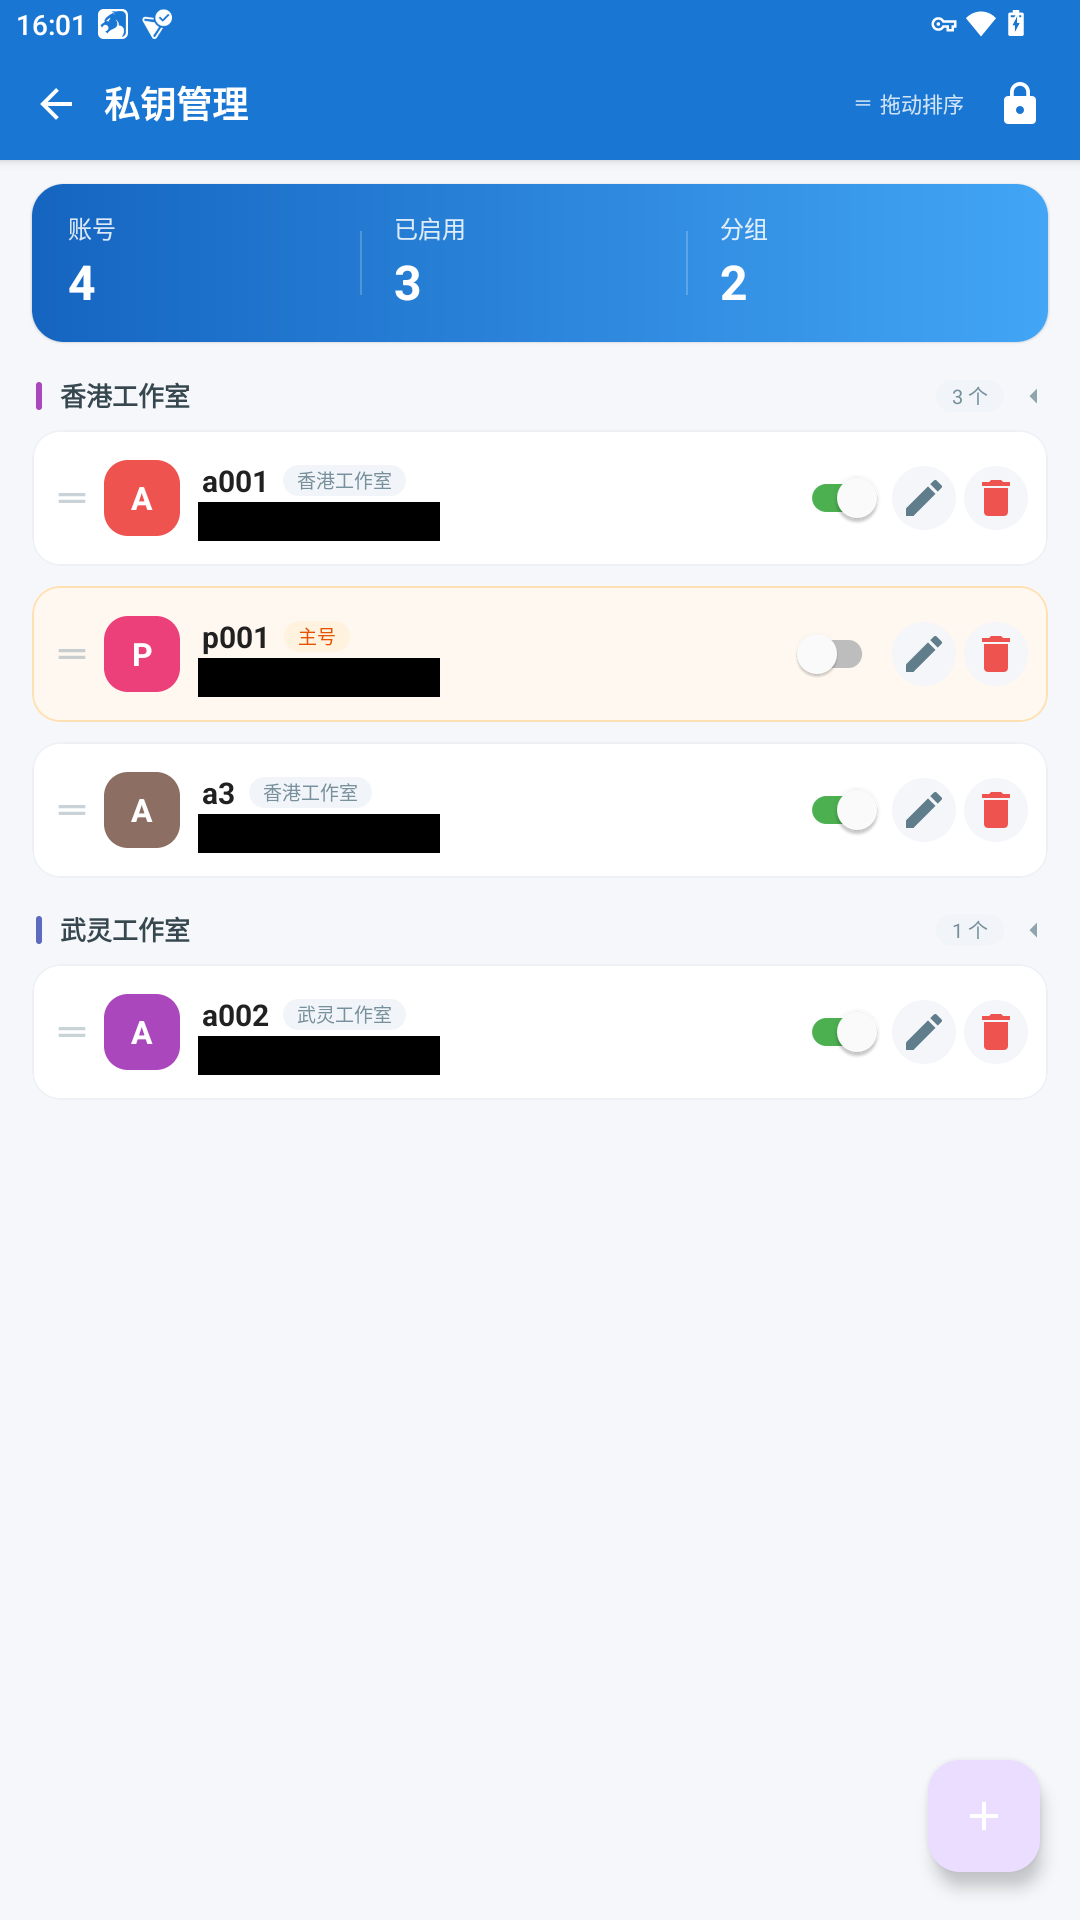 16:01
私钥管理
= 拖动排序
账号
已启用
分组
4
3
2
香港工作室
3 个
A
a001
香港工作室
P
p001
主号
A
a3
香港工作室
武灵工作室
1 个
A
a002
武灵工作室
+